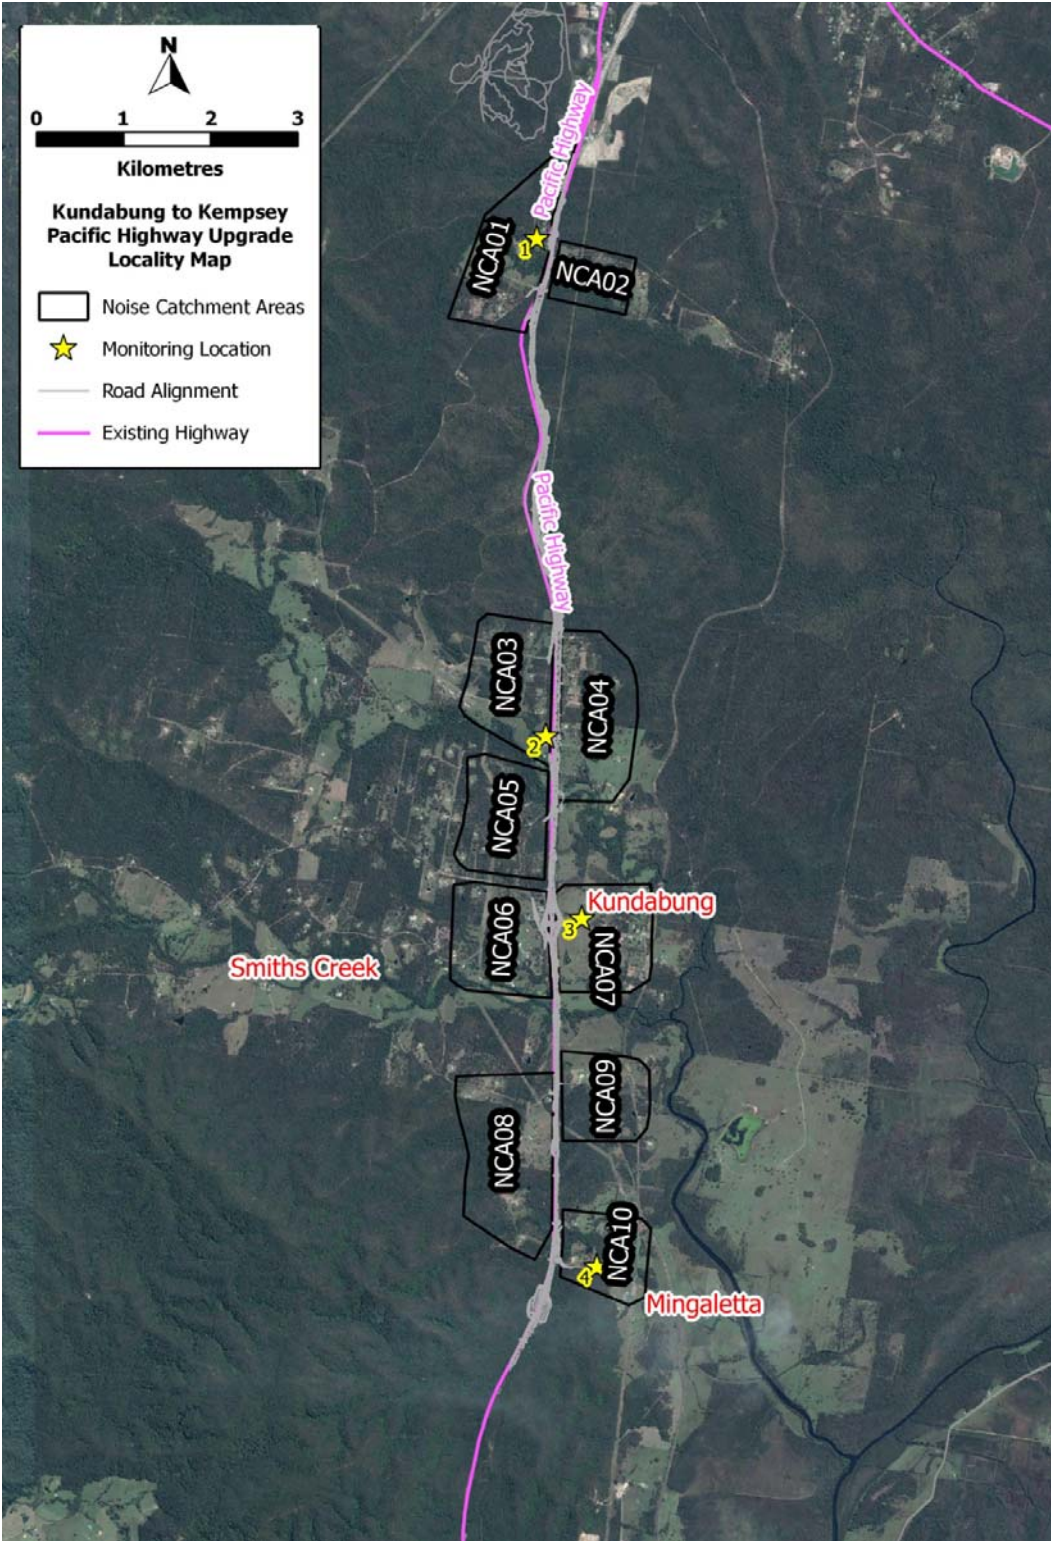 N
0 1 2 3
Kilometres
Kundabung to Kempsey
Pacific Highway Upgrade
Locality Map
Noise Catchment Areas
Monitoring Location
Road Alignment
Existing Highway
Pacific Highway
NCA01
1
NCA02
Pacific Highway
NCA03
NCA04
2
NCA05
Kundabung
NCA06
3
NCA07
Smiths Creek
NCA09
NCA08
NCA10
4
Mingaletta